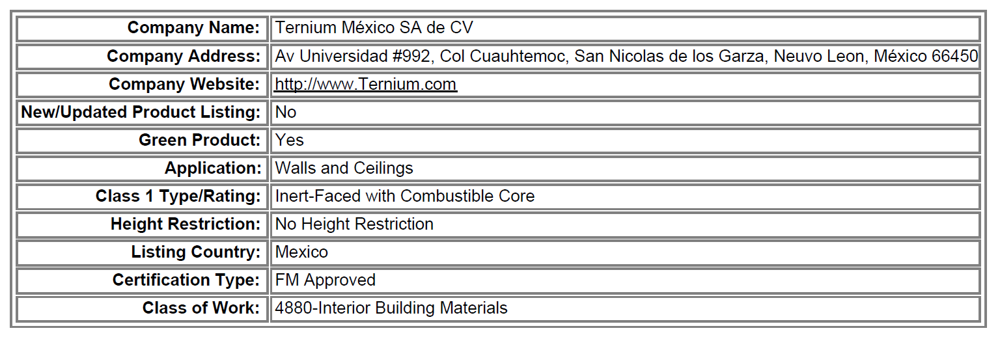 Company Name: Ternium México SA de CV
Company Address: Av Universidad #992, Col Cuauhtemoc, San Nicolas de los Garza, Neuvo Leon, México 66450
Company Website: http://www.Ternium.com
New/Updated Product Listing: No
Green Product: Yes
Application: Walls and Ceilings
Class 1 Type/Rating: Inert-Faced with Combustible Core
Height Restriction: No Height Restriction
Listing Country: Mexico
Certification Type: FM Approved
Class of Work: 4880-Interior Building Materials